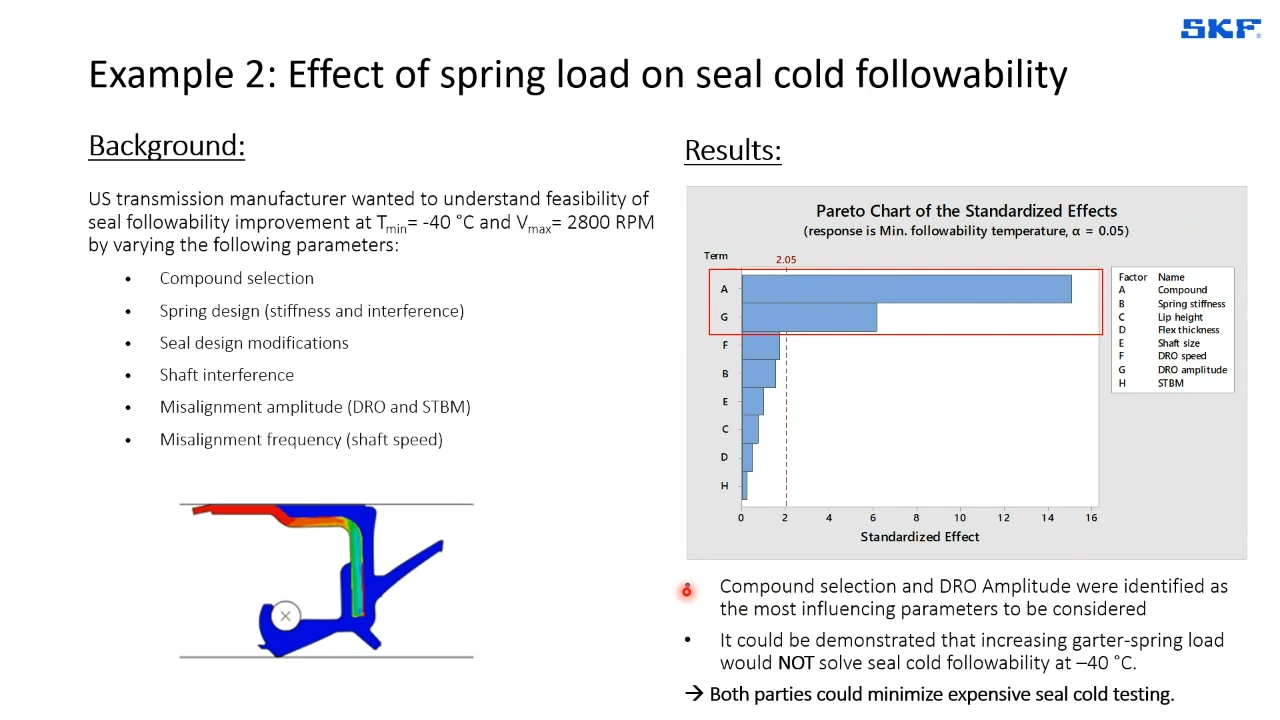 SKF
Example 2: Effect of spring load on seal cold followability
Background:
US transmission manufacturer wanted to understand feasibility of
seal followability improvement at Tmin= -40 °C and Vmax= 2800 RPM
by varying the following parameters:
• Compound selection
• Spring design (stiffness and interference)
• Seal design modifications
• Shaft interference
• Misalignment amplitude (DRO and STBM)
• Misalignment frequency (shaft speed)
Results:
Pareto Chart of the Standardized Effects
(response is Min. followability temperature, α = 0.05)
Term
2.05
A
G
F
B
E
C
D
H
0 2 4 6 8 10 12 14 16
Standardized Effect
Factor Name
A Compound
B Spring stiffness
C Lip height
D Flex thickness
E Shaft size
F DRO speed
G DRO amplitude
H STBM
Compound selection and DRO Amplitude were identified as
the most influencing parameters to be considered
• It could be demonstrated that increasing garter-spring load
would NOT solve seal cold followability at –40 °C.
→ Both parties could minimize expensive seal cold testing.